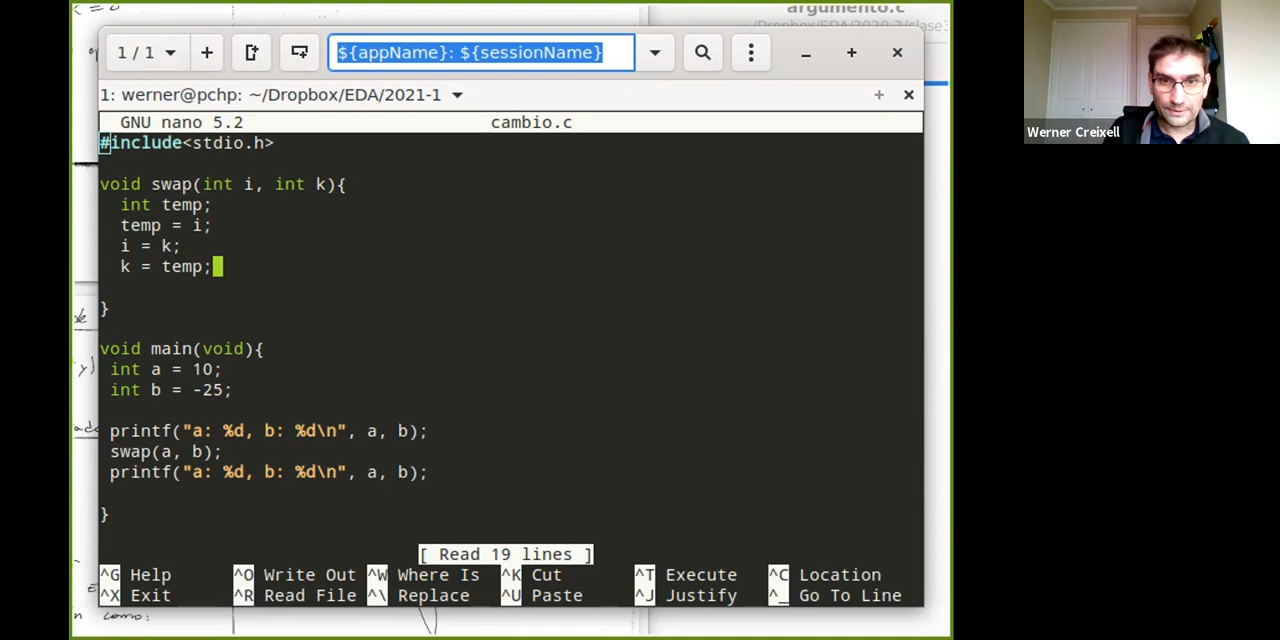 argumento.c
1 / 1
${appName}: ${sessionName}
1: werner@pchp: ~/Dropbox/EDA/2021-1
GNU nano 5.2 cambio.c
#include<stdio.h>
void swap(int i, int k){
int temp;
temp = i;
i = k;
k = temp;
}
void main(void){
int a = 10;
int b = -25;
printf("a: %d, b: %d\n", a, b);
swap(a, b);
printf("a: %d, b: %d\n", a, b);
}
[ Read 19 lines ]
^G Help ^O Write Out ^W Where Is ^K Cut ^T Execute ^C Location
^X Exit ^R Read File ^\ Replace ^U Paste ^J Justify ^_ Go To Line
como:
Werner Creixell